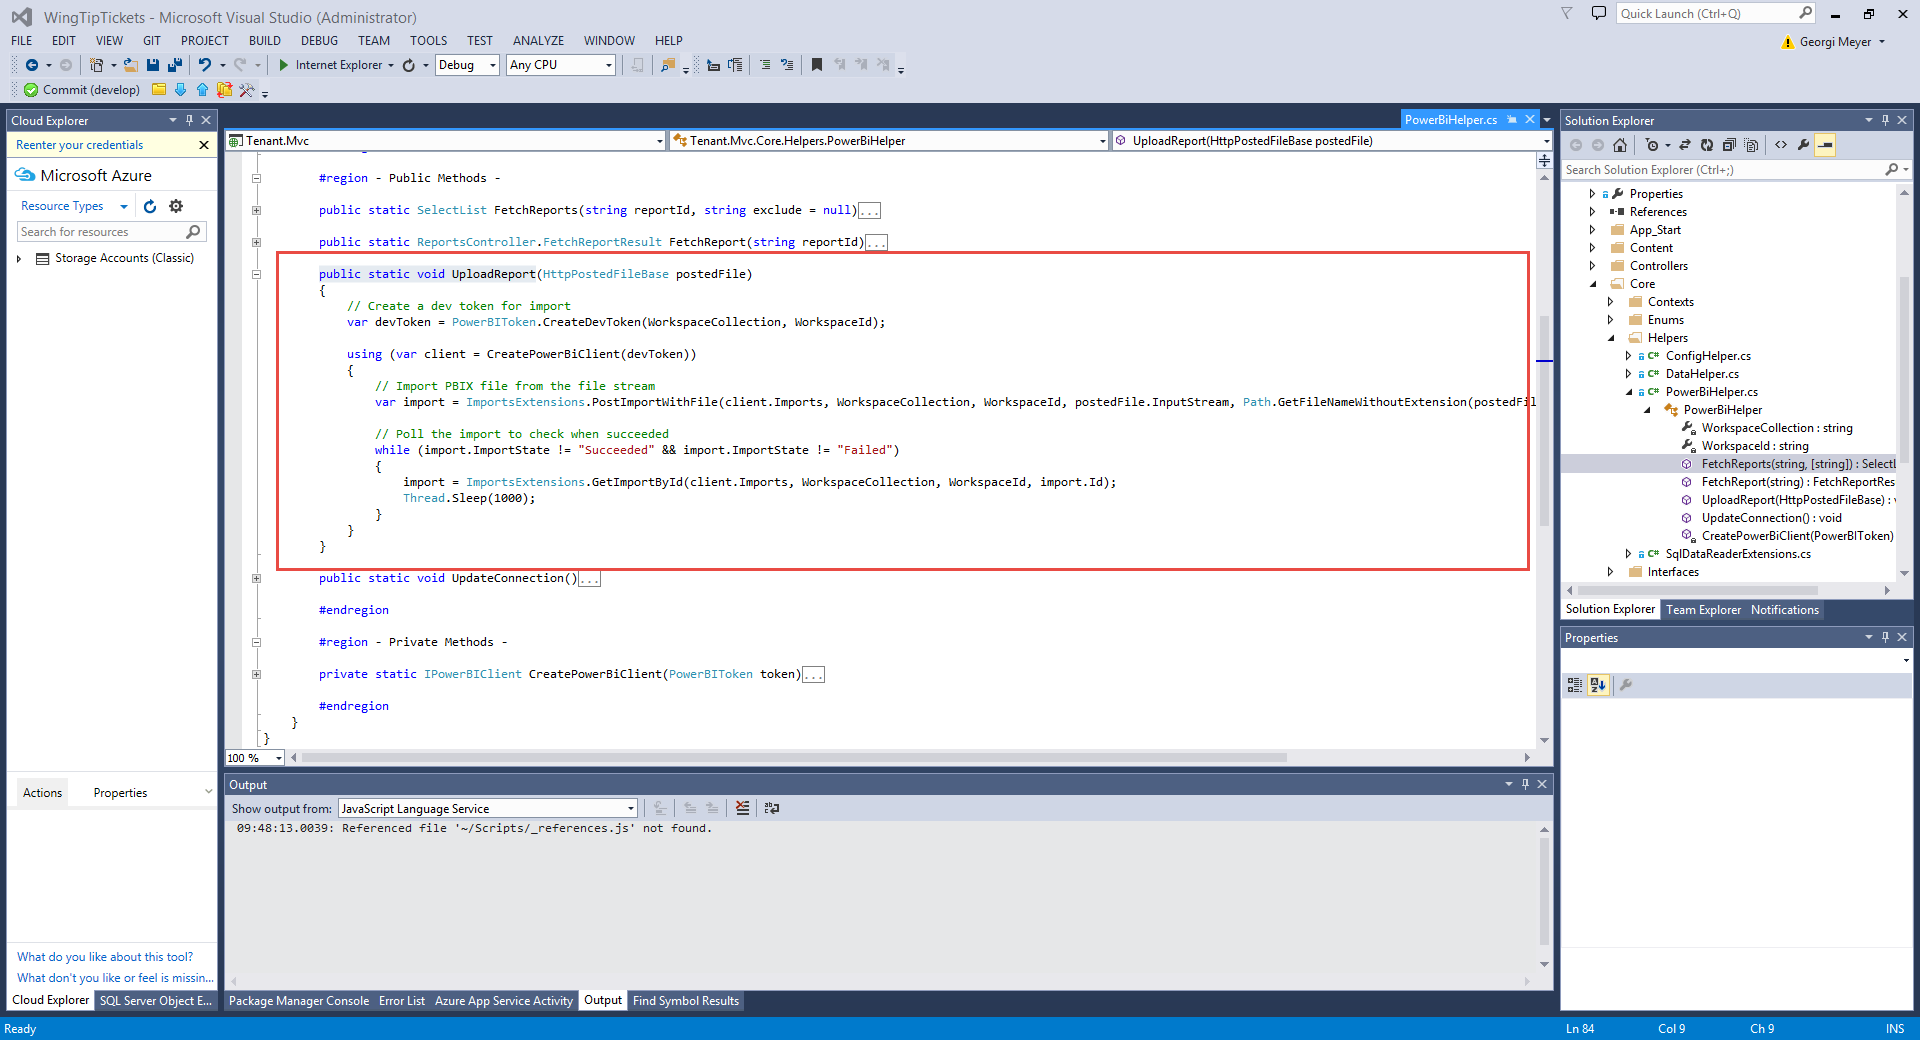 WingTipTickets - Microsoft Visual Studio (Administrator)
Quick Launch (Ctrl+Q)
FILE EDIT VIEW GIT PROJECT BUILD DEBUG TEAM TOOLS TEST ANALYZE WINDOW HELP
Georgi Meyer
Internet Explorer Debug Any CPU
Commit (develop)
Cloud Explorer
Reenter your credentials
Microsoft Azure
Resource Types
Search for resources
Storage Accounts (Classic)
Actions Properties
What do you like about this tool?
What don't you like or feel is missin...
Cloud Explorer SQL Server Object E...
PowerBiHelper.cs
Tenant.Mvc Tenant.Mvc.Core.Helpers.PowerBiHelper UploadReport(HttpPostedFileBase postedFile)
#region - Public Methods -
public static SelectList FetchReports(string reportId, string exclude = null)...
public static ReportsController.FetchReportResult FetchReport(string reportId)...
public static void UploadReport(HttpPostedFileBase postedFile)
{
// Create a dev token for import
var devToken = PowerBIToken.CreateDevToken(WorkspaceCollection, WorkspaceId);
using (var client = CreatePowerBiClient(devToken))
{
// Import PBIX file from the file stream
var import = ImportsExtensions.PostImportWithFile(client.Imports, WorkspaceCollection, WorkspaceId, postedFile.InputStream, Path.GetFileNameWithoutExtension(postedFil
// Poll the import to check when succeeded
while (import.ImportState != "Succeeded" && import.ImportState != "Failed")
{
import = ImportsExtensions.GetImportById(client.Imports, WorkspaceCollection, WorkspaceId, import.Id);
Thread.Sleep(1000);
}
}
}
public static void UpdateConnection()...
#endregion
#region - Private Methods -
private static IPowerBIClient CreatePowerBiClient(PowerBIToken token)...
#endregion
}
}
100 %
Output
Show output from: JavaScript Language Service
09:48:13.0039: Referenced file '~/Scripts/_references.js' not found.
Package Manager Console Error List Azure App Service Activity Output Find Symbol Results
Solution Explorer
Search Solution Explorer (Ctrl+;)
Properties
References
App_Start
Content
Controllers
Core
Contexts
Enums
Helpers
C# ConfigHelper.cs
C# DataHelper.cs
C# PowerBiHelper.cs
PowerBiHelper
WorkspaceCollection : string
WorkspaceId : string
FetchReports(string, [string]) : SelectL
FetchReport(string) : FetchReportRes
UploadReport(HttpPostedFileBase) : v
UpdateConnection() : void
CreatePowerBiClient(PowerBIToken)
C# SqlDataReaderExtensions.cs
Interfaces
Solution Explorer Team Explorer Notifications
Properties
Ready Ln 84 Col 9 Ch 9 INS